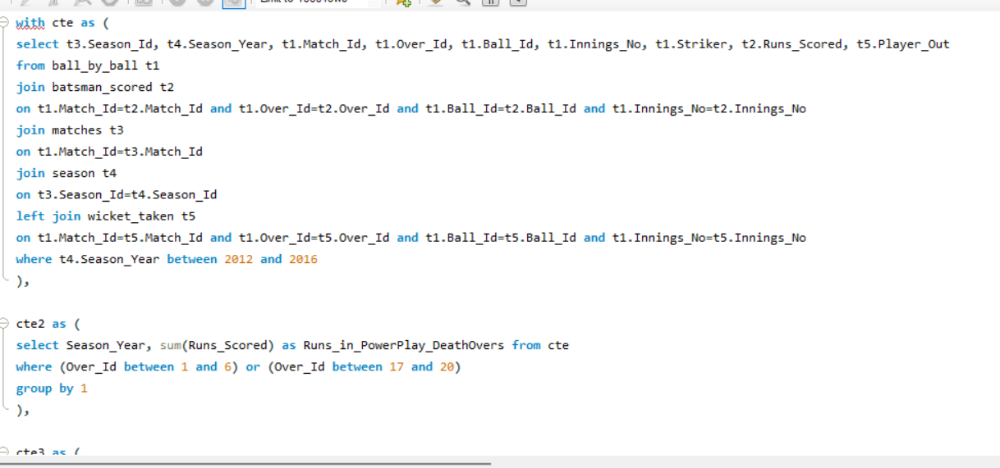 with cte as (
select t3.Season_Id, t4.Season_Year, t1.Match_Id, t1.Over_Id, t1.Ball_Id, t1.Innings_No, t1.Striker, t2.Runs_Scored, t5.Player_Out
from ball_by_ball t1
join batsman_scored t2
on t1.Match_Id=t2.Match_Id and t1.Over_Id=t2.Over_Id and t1.Ball_Id=t2.Ball_Id and t1.Innings_No=t2.Innings_No
join matches t3
on t1.Match_Id=t3.Match_Id
join season t4
on t3.Season_Id=t4.Season_Id
left join wicket_taken t5
on t1.Match_Id=t5.Match_Id and t1.Over_Id=t5.Over_Id and t1.Ball_Id=t5.Ball_Id and t1.Innings_No=t5.Innings_No
where t4.Season_Year between 2012 and 2016
),
cte2 as (
select Season_Year, sum(Runs_Scored) as Runs_in_PowerPlay_DeathOvers from cte
where (Over_Id between 1 and 6) or (Over_Id between 17 and 20)
group by 1
),
cte3 as (